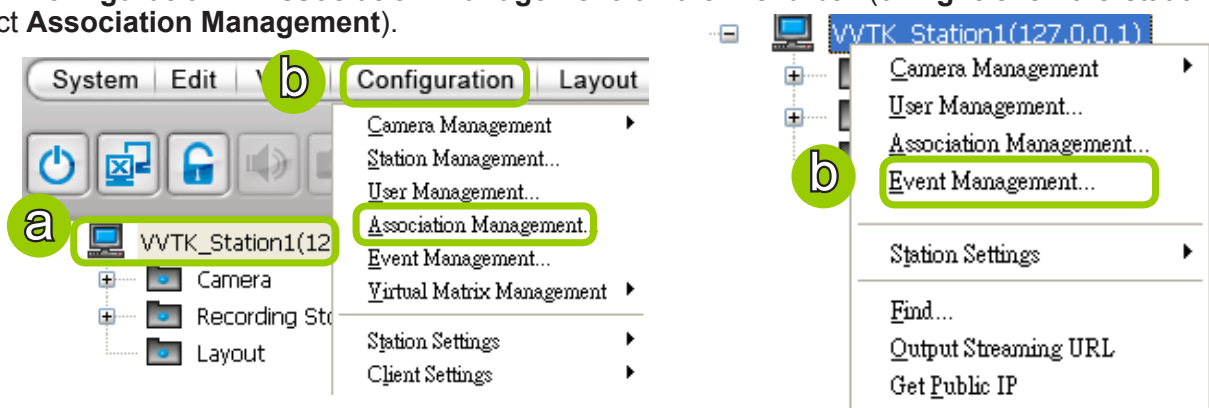 ct Association Management).
System Edit V b Configuration Layout
Camera Management
Station Management...
User Management...
Association Management.
Event Management...
Virtual Matrix Management
Station Settings
Client Settings
a
VVTK_Station1(12
Camera
Recording Sto
Layout
VVTK_Station1(127.0.0.1)
Camera Management
User Management...
Association Management...
b
Event Management...
Station Settings
Find...
Output Streaming URL
Get Public IP